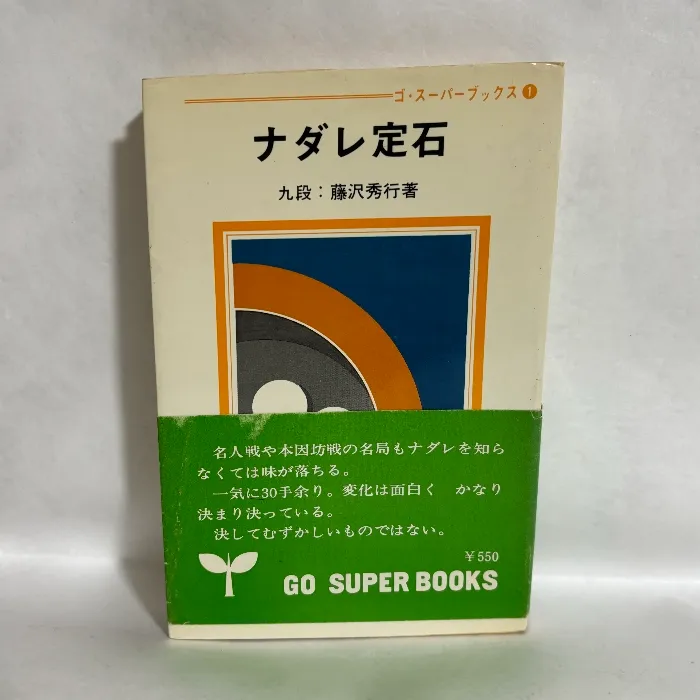 ゴ・スーパーブックス1
ナダレ定石
九段：藤沢秀行著
名人戦や本因坊戦の名局もナダレを知ら
なくては味が落ちる。
一気に30手余り。変化は面白く　かなり
決まり決っている。
決してむずかしいものではない。
￥550
GO SUPER BOOKS